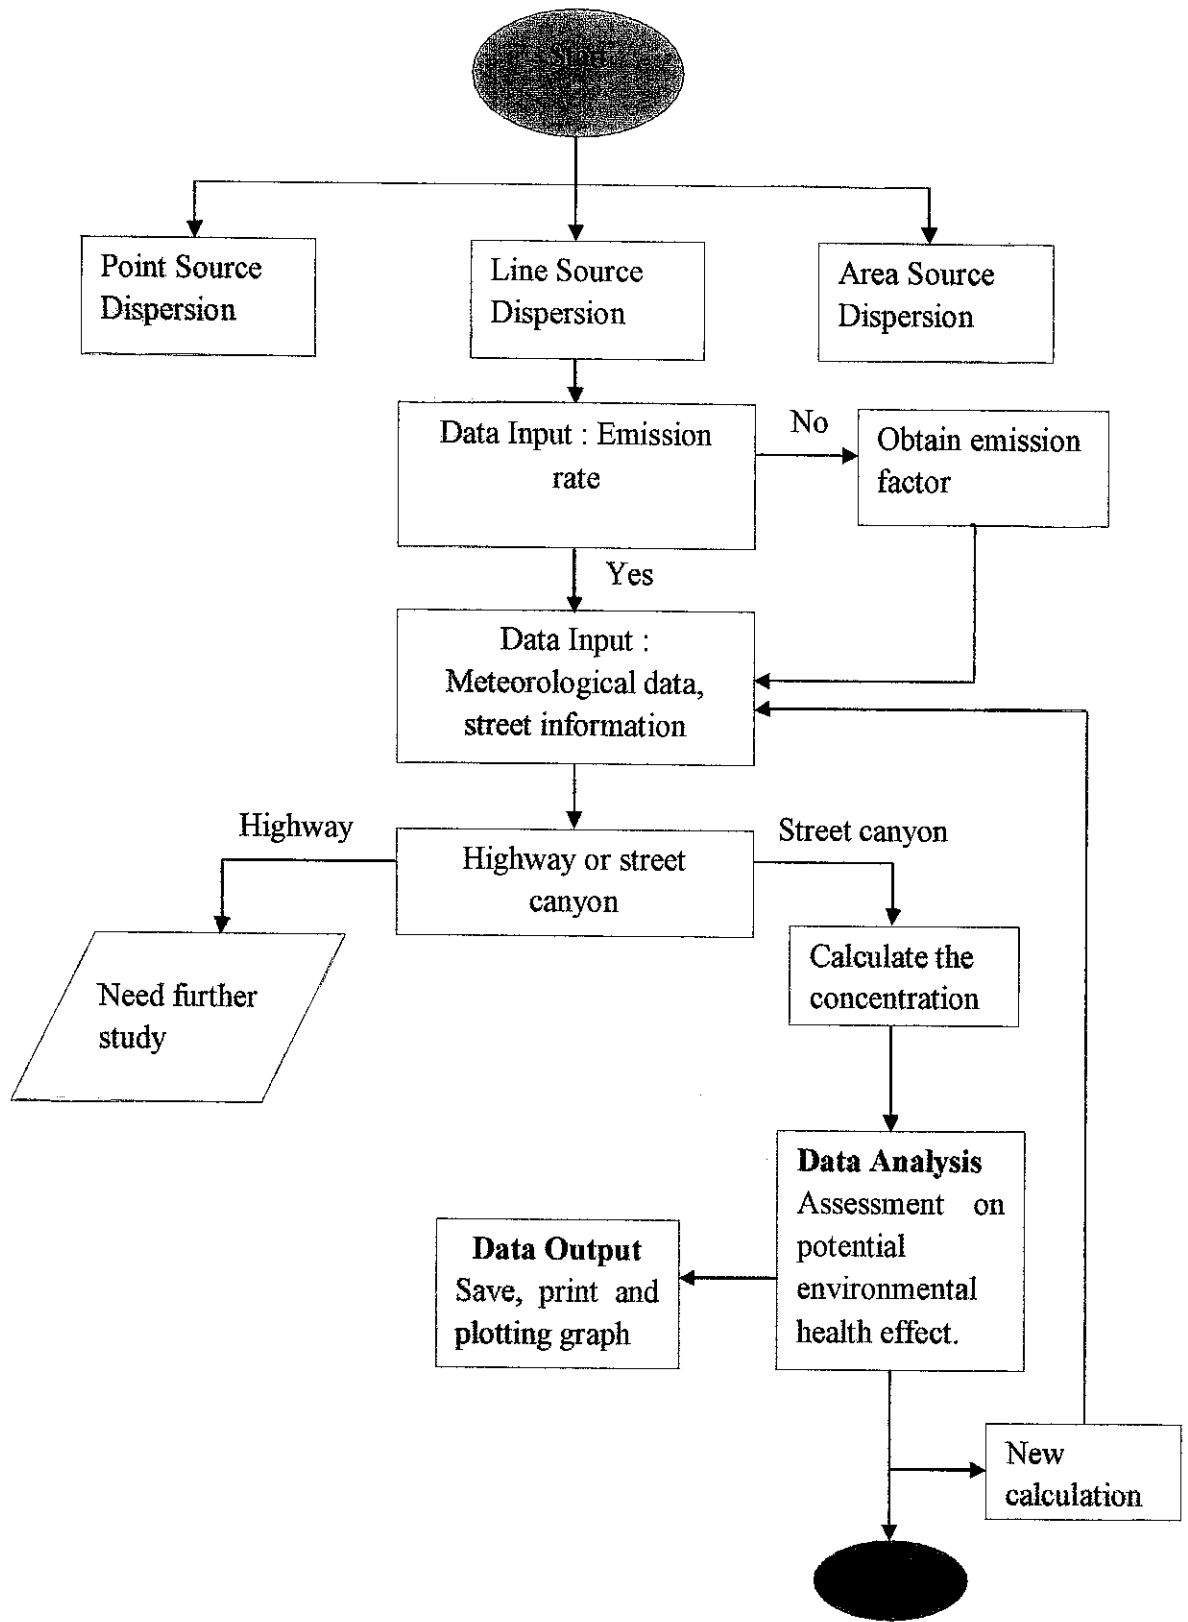 Start
Point Source
Dispersion
Line Source
Dispersion
Area Source
Dispersion
Data Input : Emission
rate
No
Obtain emission
factor
Yes
Data Input :
Meteorological data,
street information
Highway
Highway or street
canyon
Street canyon
Need further
study
Calculate the
concentration
Data Analysis
Assessment on
potential
environmental
health effect.
Data Output
Save, print and
plotting graph
New
calculation